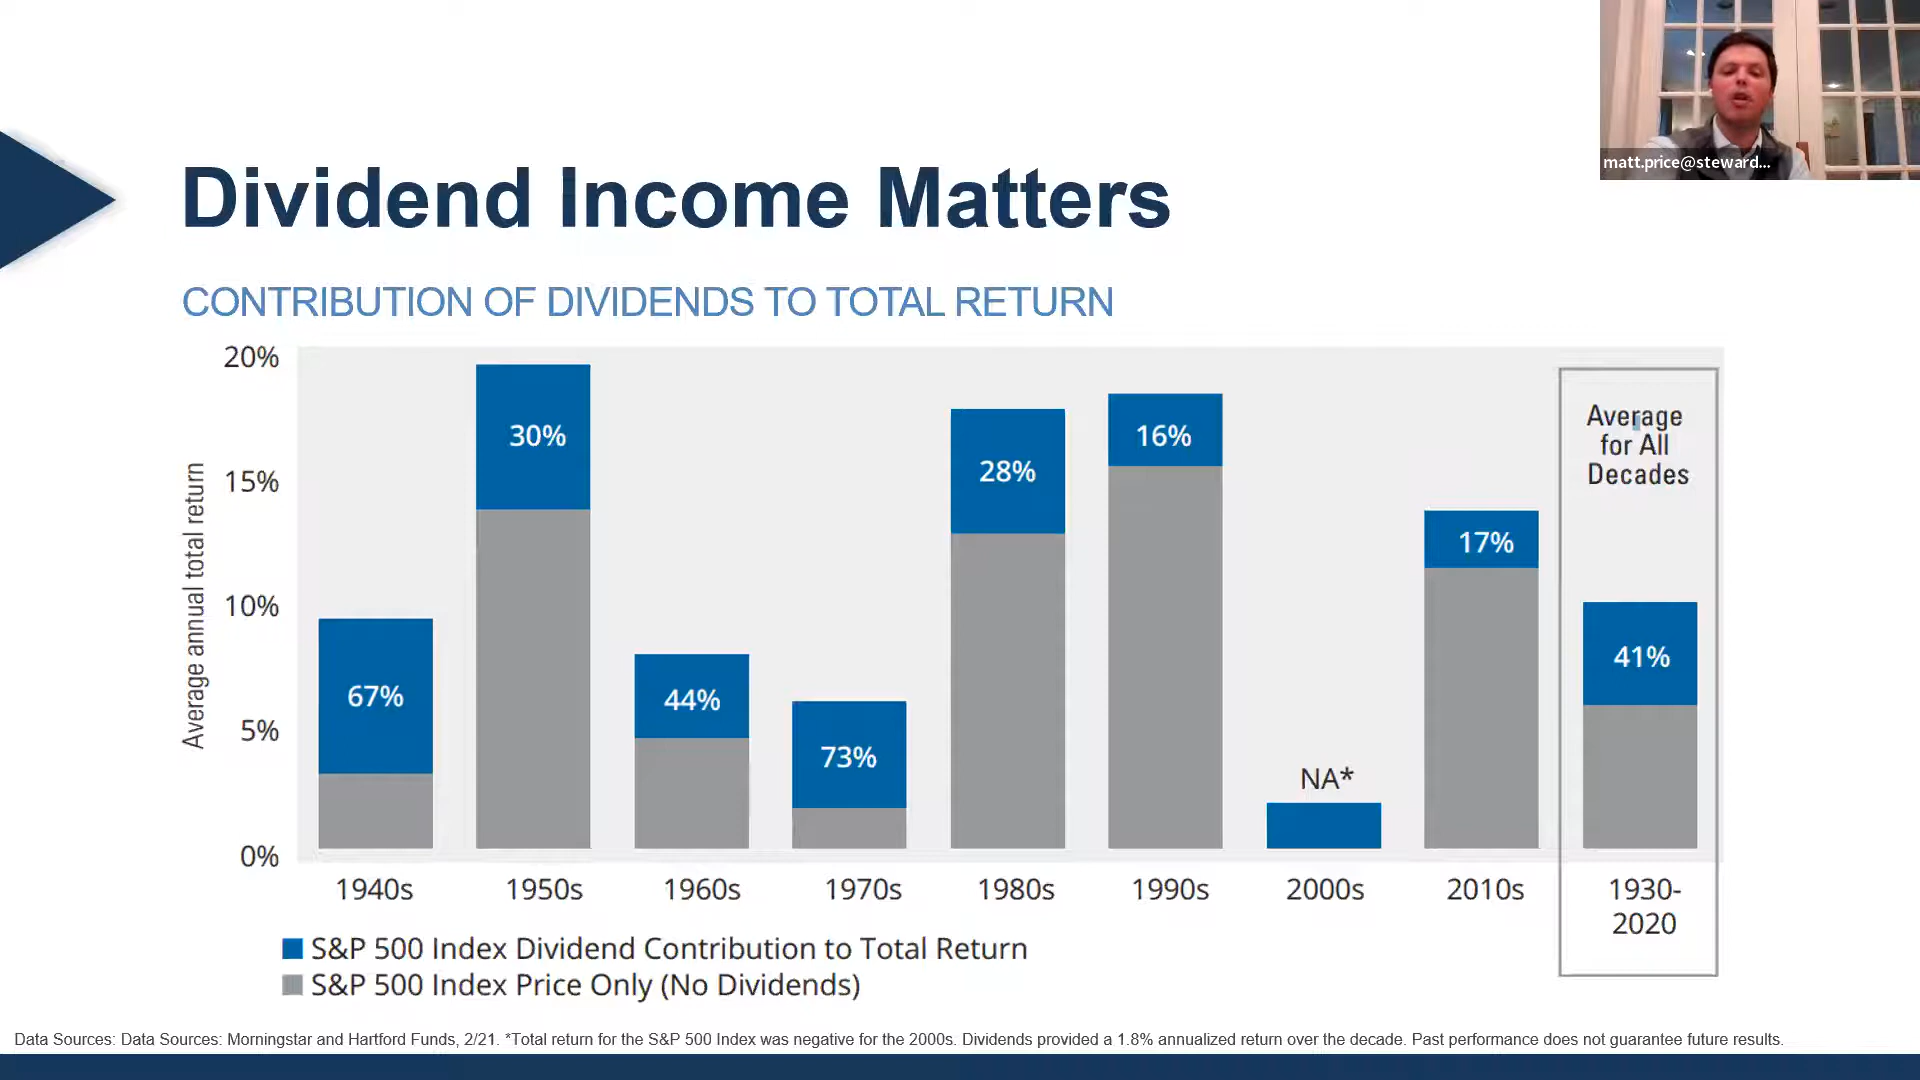 matt.price@steward...
Dividend Income Matters
CONTRIBUTION OF DIVIDENDS TO TOTAL RETURN
Average annual total return
20%
15%
10%
5%
0%
67%
30%
44%
73%
28%
16%
NA*
17%
41%
Average
for All
Decades
1940s
1950s
1960s
1970s
1980s
1990s
2000s
2010s
1930-
2020
S&P 500 Index Dividend Contribution to Total Return
S&P 500 Index Price Only (No Dividends)
Data Sources: Data Sources: Morningstar and Hartford Funds, 2/21. *Total return for the S&P 500 Index was negative for the 2000s. Dividends provided a 1.8% annualized return over the decade. Past performance does not guarantee future results.